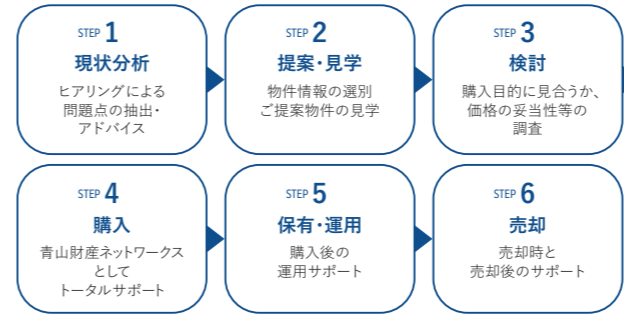 STEP 1
現状分析
ヒアリングによる
問題点の抽出・
アドバイス
STEP 2
提案・見学
物件情報の選別
ご提案物件の見学
STEP 3
検討
購入目的に見合うか、
価格の妥当性等の
調査
STEP 4
購入
青山財産ネットワークス
として
トータルサポート
STEP 5
保有・運用
購入後の
運用サポート
STEP 6
売却
売却時と
売却後のサポート